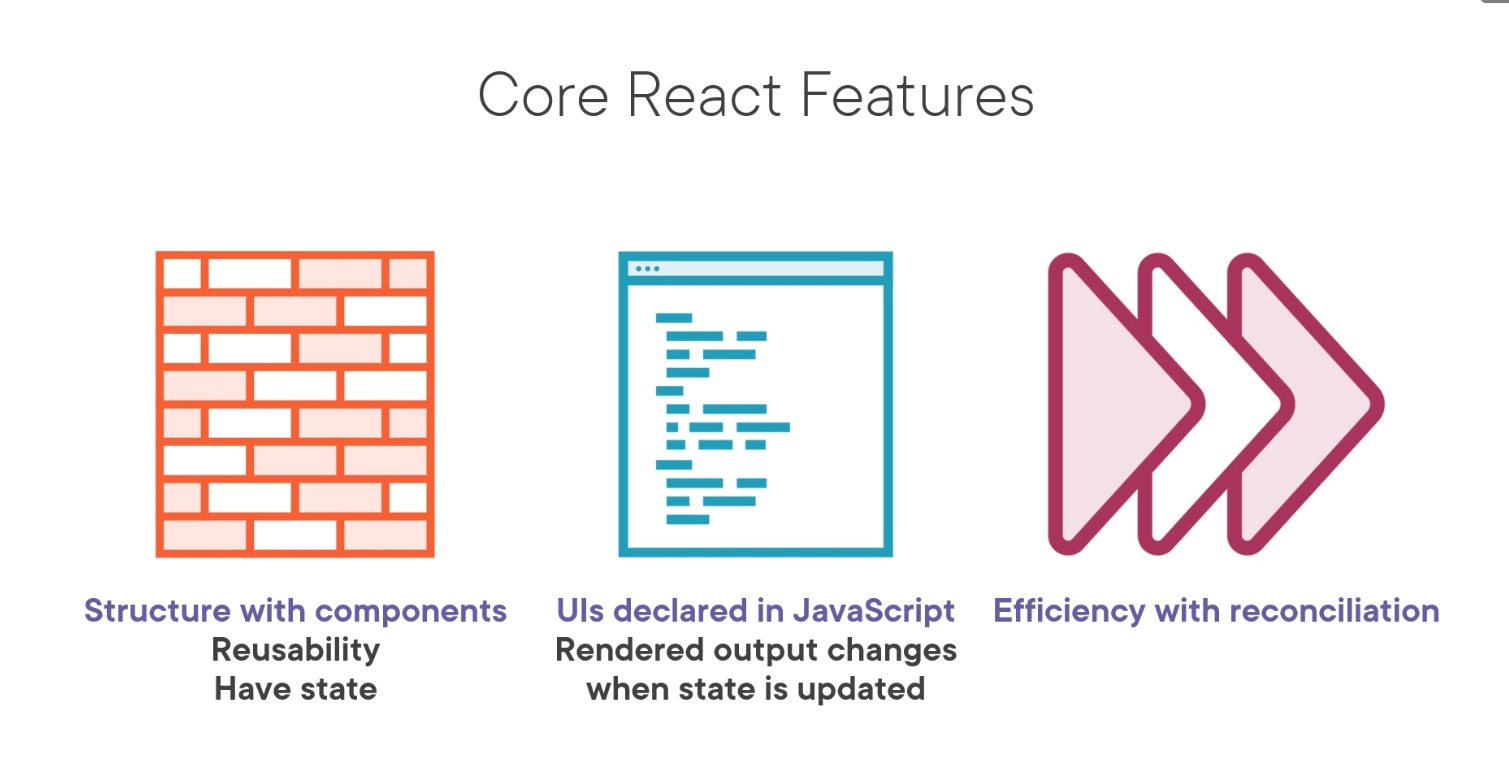 Core React Features
Structure with components
Reusability
Have state
UIs declared in JavaScript
Rendered output changes
when state is updated
Efficiency with reconciliation